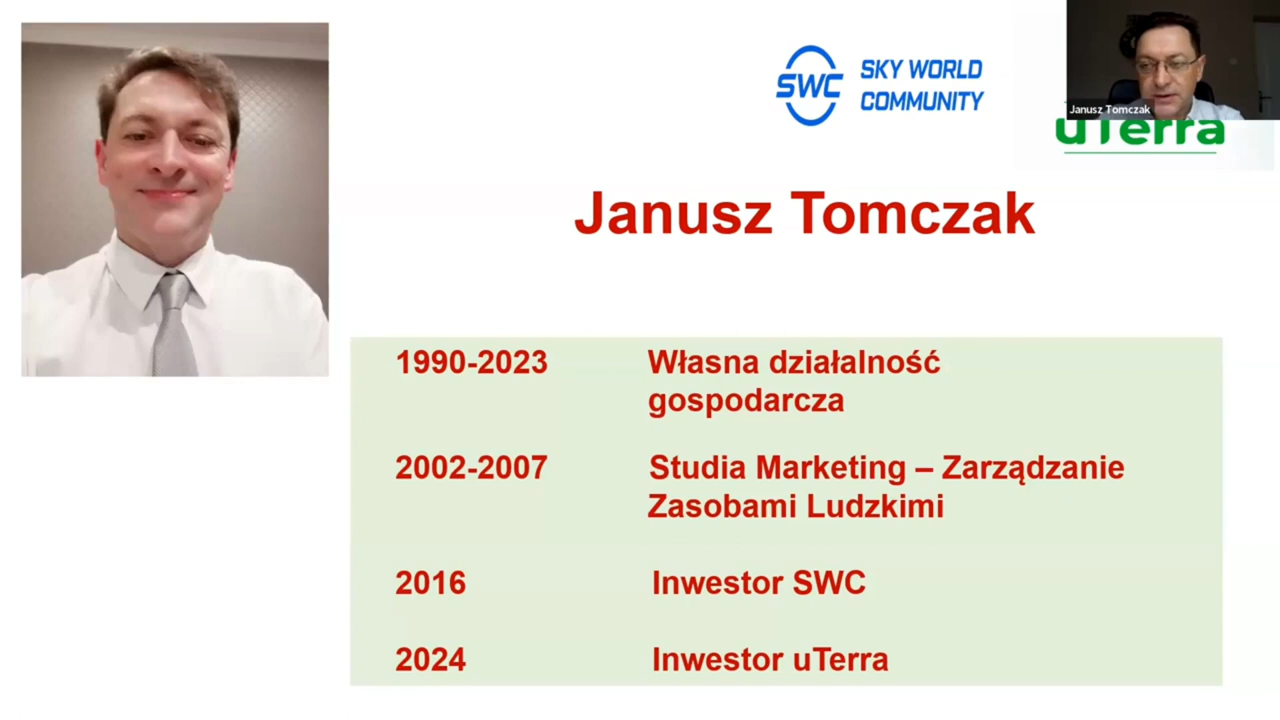 SWC
SKY WORLD
COMMUNITY
Janusz Tomczak
uTerra
Janusz Tomczak
1990-2023 Własna działalność
gospodarcza
2002-2007 Studia Marketing – Zarządzanie
Zasobami Ludzkimi
2016 Inwestor SWC
2024 Inwestor uTerra